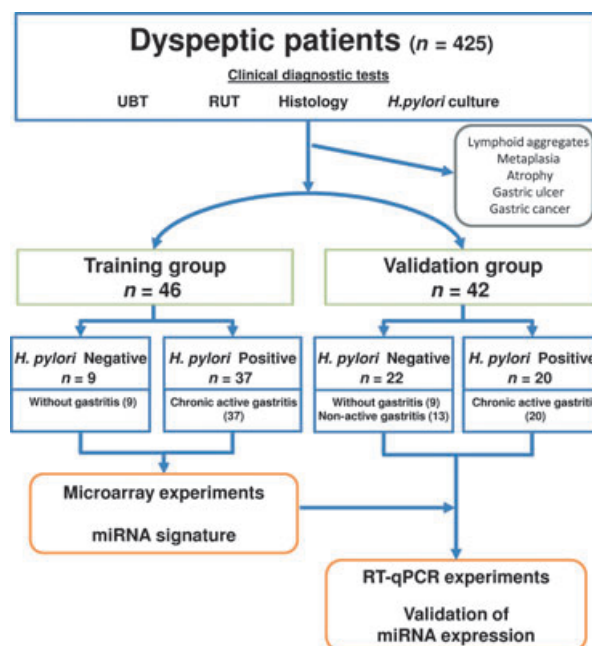 Dyspeptic patients (n = 425)
Clinical diagnostic tests
UBT RUT Histology H.pylori culture
Lymphoid aggregates
Metaplasia
Atrophy
Gastric ulcer
Gastric cancer
Training group
n = 46
Validation group
n = 42
H. pylori Negative
n = 9
Without gastritis (9)
H. pylori Positive
n = 37
Chronic active gastritis
(37)
H. pylori Negative
n = 22
Without gastritis (9)
Non-active gastritis (13)
H. pylori Positive
n = 20
Chronic active gastritis
(20)
Microarray experiments
miRNA signature
RT-qPCR experiments
Validation of
miRNA expression